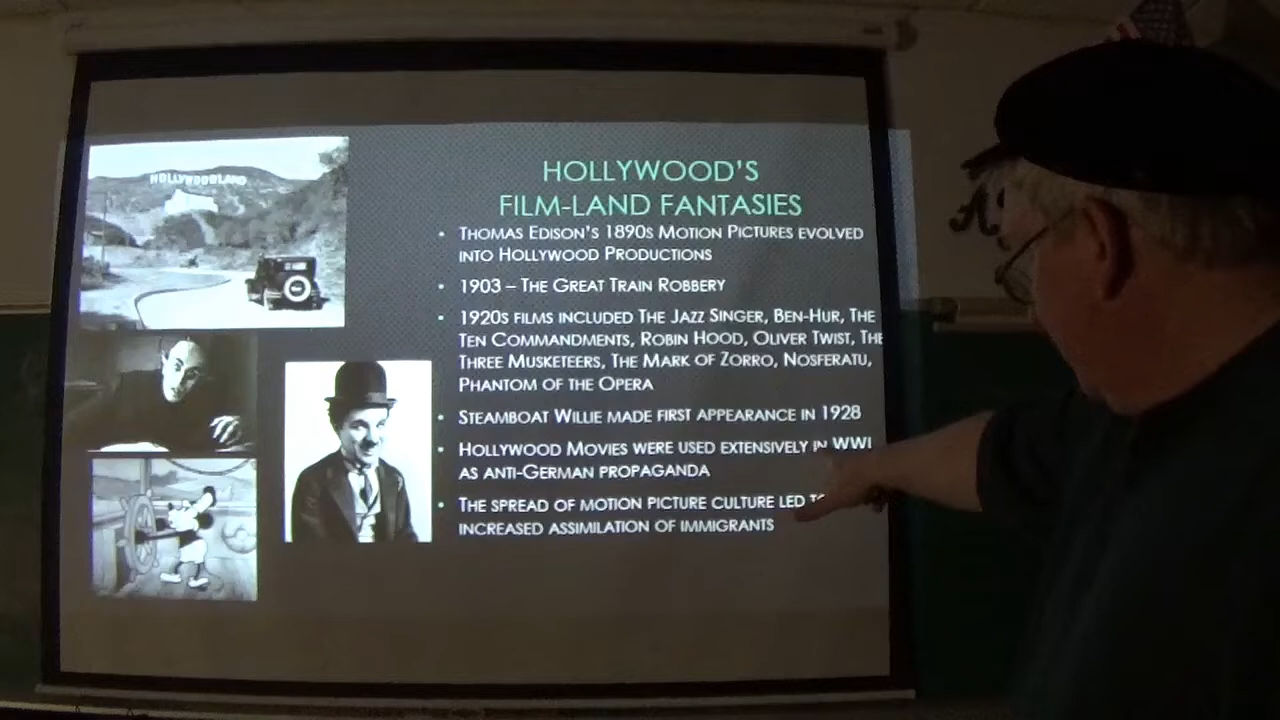 HOLLYWOODLAND
HOLLYWOOD'S
FILM-LAND FANTASIES
• THOMAS EDISON'S 1890S MOTION PICTURES EVOLVED
INTO HOLLYWOOD PRODUCTIONS
• 1903 – THE GREAT TRAIN ROBBERY
• 1920S FILMS INCLUDED THE JAZZ SINGER, BEN-HUR, THE
TEN COMMANDMENTS, ROBIN HOOD, OLIVER TWIST, THE
THREE MUSKETEERS, THE MARK OF ZORRO, NOSFERATU,
PHANTOM OF THE OPERA
• STEAMBOAT WILLIE MADE FIRST APPEARANCE IN 1928
• HOLLYWOOD MOVIES WERE USED EXTENSIVELY IN WWI
AS ANTI-GERMAN PROPAGANDA
• THE SPREAD OF MOTION PICTURE CULTURE LED TO
INCREASED ASSIMILATION OF IMMIGRANTS